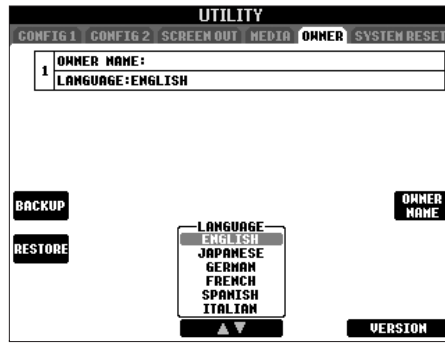 UTILITY
CONFIG 1 CONFIG 2 SCREEN OUT MEDIA OWNER SYSTEM RESET
1
OWNER NAME:
LANGUAGE:ENGLISH
BACKUP
OWNER
NAME
RESTORE
LANGUAGE
ENGLISH
JAPANESE
GERMAN
FRENCH
SPANISH
ITALIAN
VERSION